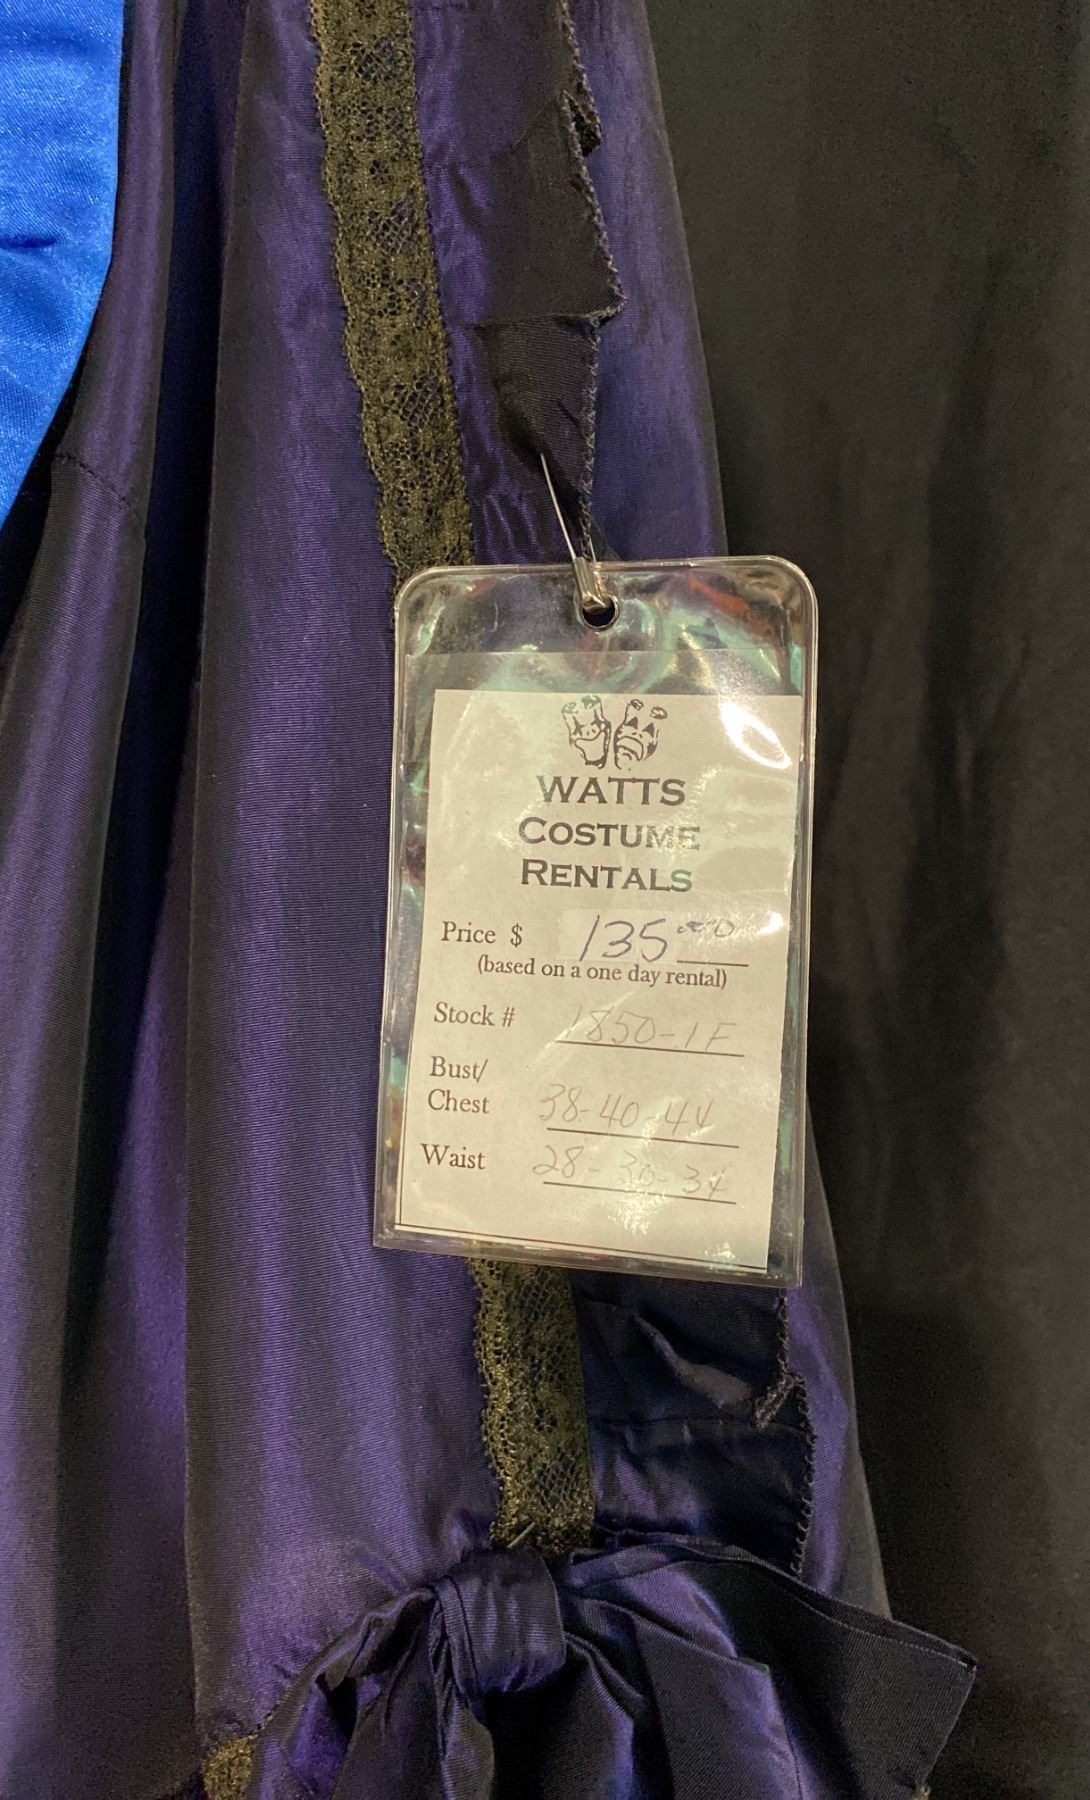 WATTS
COSTUME
RENTALS
Price $ 135.00
(based on a one day rental)
Stock # 1850-1F
Bust/
Chest 38-40-44
Waist 28-30-34